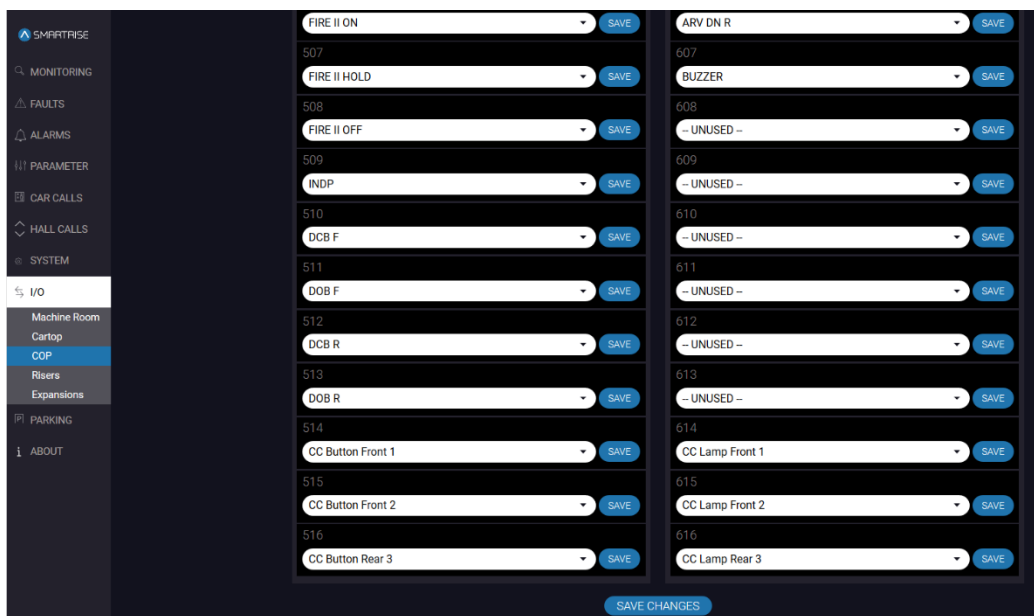 SMARTRISE
MONITORING
FAULTS
ALARMS
PARAMETER
CAR CALLS
HALL CALLS
SYSTEM
I/O
Machine Room
Cartop
COP
Risers
Expansions
PARKING
ABOUT
FIRE II ON SAVE
507
FIRE II HOLD SAVE
508
FIRE II OFF SAVE
509
INDP SAVE
510
DCB F SAVE
511
DOB F SAVE
512
DCB R SAVE
513
DOB R SAVE
514
CC Button Front 1 SAVE
515
CC Button Front 2 SAVE
516
CC Button Rear 3 SAVE
ARV DN R SAVE
607
BUZZER SAVE
608
-- UNUSED -- SAVE
609
-- UNUSED -- SAVE
610
-- UNUSED -- SAVE
611
-- UNUSED -- SAVE
612
-- UNUSED -- SAVE
613
-- UNUSED -- SAVE
614
CC Lamp Front 1 SAVE
615
CC Lamp Front 2 SAVE
616
CC Lamp Rear 3 SAVE
SAVE CHANGES